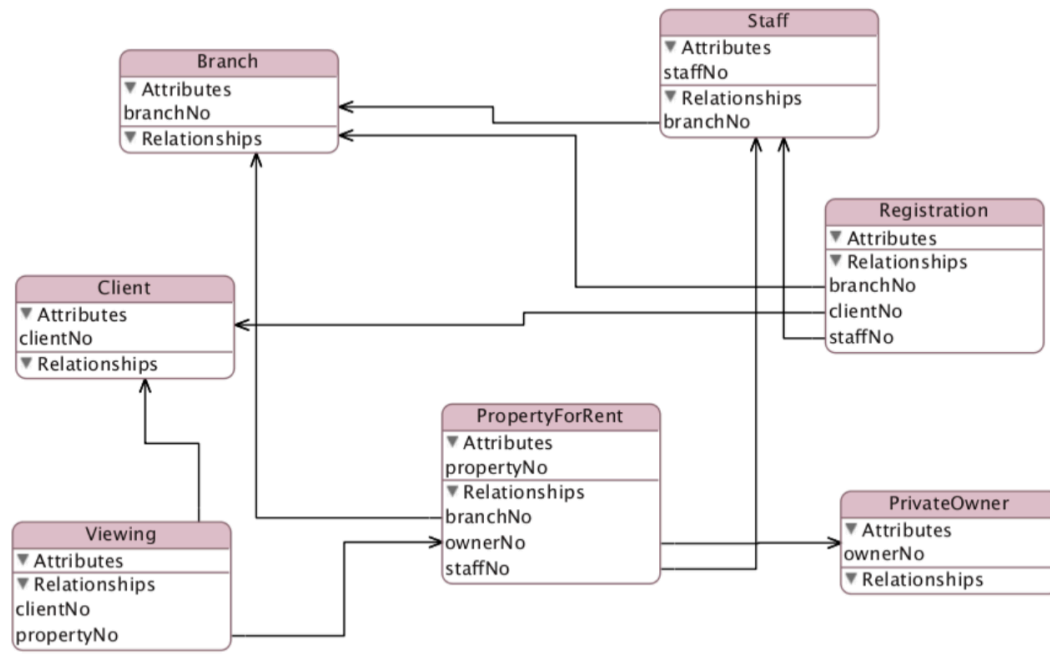 Branch
Attributes
branchNo
Relationships
Staff
Attributes
staffNo
Relationships
branchNo
Registration
Attributes
Relationships
branchNo
clientNo
staffNo
Client
Attributes
clientNo
Relationships
PropertyForRent
Attributes
propertyNo
Relationships
branchNo
ownerNo
staffNo
PrivateOwner
Attributes
ownerNo
Relationships
Viewing
Attributes
Relationships
clientNo
propertyNo